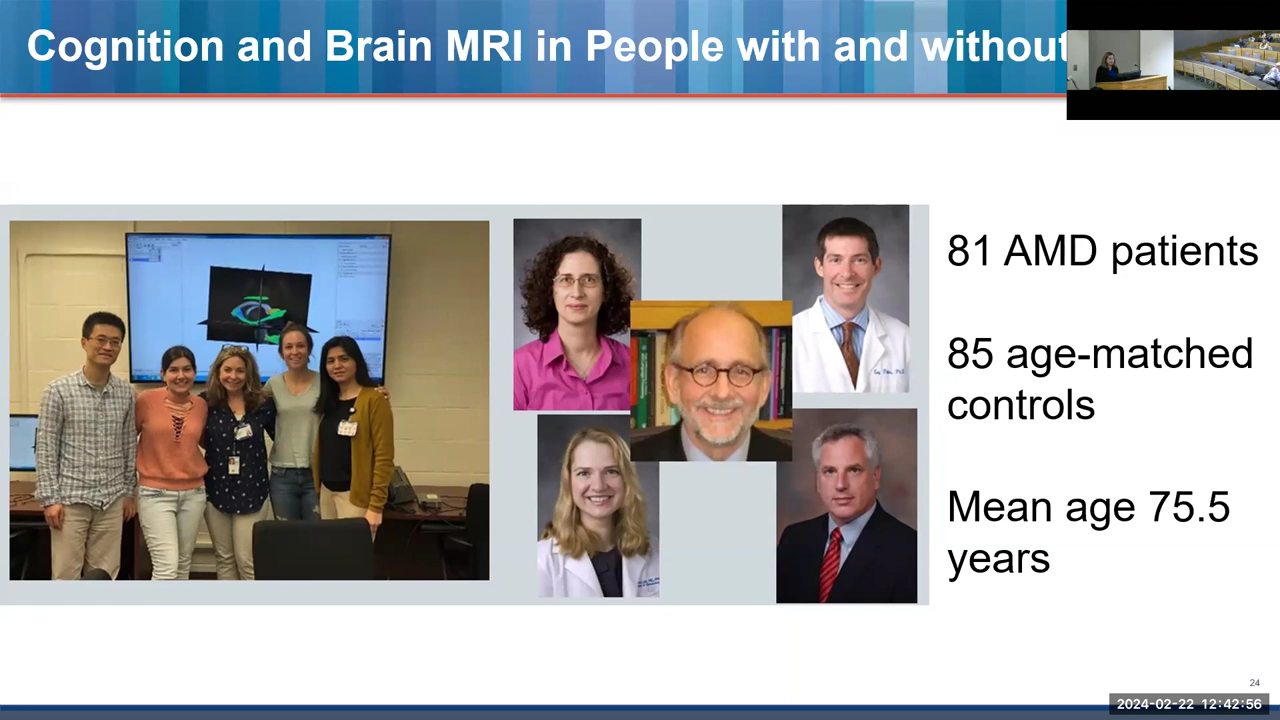 Cognition and Brain MRI in People with and without
81 AMD patients
85 age-matched
controls
Mean age 75.5
years
24
2024-02-22 12:42:56